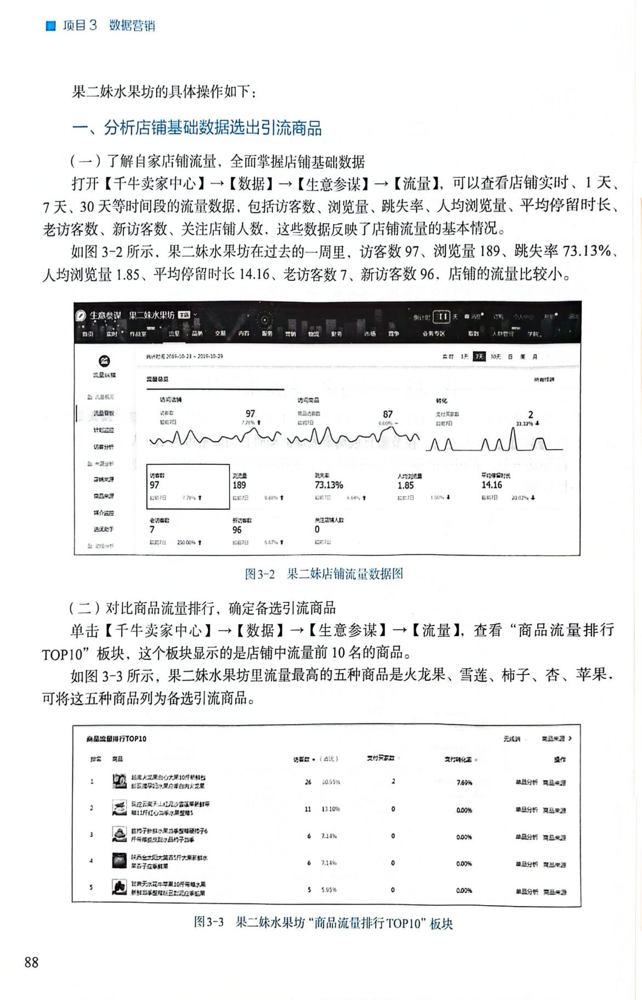 项目3 数据营销
果二妹水果坊的具体操作如下：
一、分析店铺基础数据选出引流商品
（一）了解自家店铺流量，全面掌握店铺基础数据
打开【千牛卖家中心】→【数据】→【生意参谋】→【流量】，可以查看店铺实时、1 天、
7 天、30 天等时间段的流量数据，包括访客数、浏览量、跳失率、人均浏览量、平均停留时长、
老访客数、新访客数、关注店铺人数，这些数据反映了店铺流量的基本情况。
如图 3-2 所示，果二妹水果坊在过去的一周里，访客数 97、浏览量 189、跳失率 73.13%、
人均浏览量 1.85、平均停留时长 14.16、老访客数 7、新访客数 96，店铺的流量比较小。
生意参谋 果二妹水果坊 主店
倒计时 11 天 消息 订购 个人中心 帮助 退出
首页 实时 作战室 流量 品类 交易 内容 服务 营销 物流 财务 市场 竞争 业务专区 取数 人群管理 学院
统计时间 2019-10-23 ~ 2019-10-29 实时 1天 7天 30天 日 周 月
流量纵横
流量总览 所有终端
流量概况
访问店铺 访问商品 转化
流量看板
访客数 97 商品访客数 87 支付买家数 2
较前7日 7.78% ↑ 较前7日 0.00% − 较前7日 33.33% ↓
计划监控
访客分析
来源分析
店铺来源
商品来源
媒介监控
选词助手
动线分析
访客数 浏览量 跳失率 人均浏览量 平均停留时长
97 189 73.13% 1.85 14.16
较前7日 7.78% ↑ 较前7日 9.88% ↑ 较前7日 6.64% ↑ 较前7日 1.00% ↓ 较前7日 20.02% ↓
老访客数 新访客数 关注店铺人数
7 96 0
较前7日 250.00% ↑ 较前7日 6.67% ↑ 较前7日
图3-2 果二妹店铺流量数据图
（二）对比商品流量排行，确定备选引流商品
单击【千牛卖家中心】→【数据】→【生意参谋】→【流量】，查看“商品流量排行
TOP10”板块，这个板块显示的是店铺中流量前 10 名的商品。
如图 3-3 所示，果二妹水果坊里流量最高的五种商品是火龙果、雪莲、柿子、杏、苹果，
可将这五种商品列为备选引流商品。
商品流量排行TOP10 无线端 商品来源 >
排名 商品 访客数 （占比） 支付买家数 支付转化率 操作
1 越南火龙果白心大果10斤新鲜包
邮现摘孕妇水果应季白肉火龙果
26 30.95% 2 7.69% 单品分析 商品来源
2 现挖云南天山红泥沙雪莲果新鲜带
箱11斤红心当季水果整箱5
11 13.10% 0 0.00% 单品分析 商品来源
3 脆柿子新鲜水果当季整箱硬柿子6
斤带箱脆皮甜水晶柿子当季
6 7.14% 0 0.00% 单品分析 商品来源
4 陕西金太阳大黄杏5斤大果新鲜水
果杏子应季鲜果
6 7.14% 0 0.00% 单品分析 商品来源
5 甘肃天水花牛苹果10斤带箱水果
5 5.95% 0 0.00% 单品分析 商品来源
图3-3 果二妹水果坊“商品流量排行TOP10”板块
88